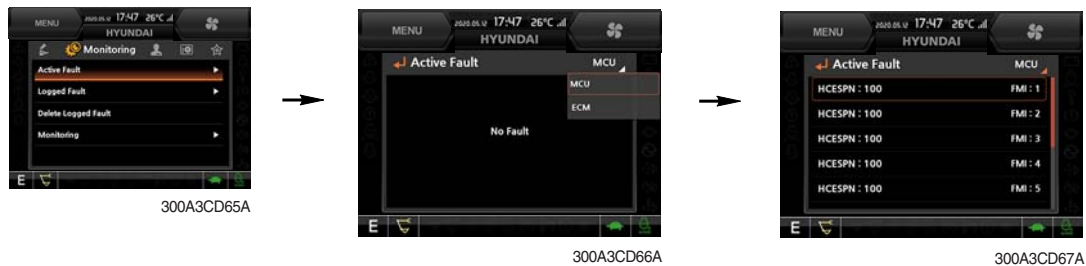 MENU 2020.05.12 17:47 26°C
HYUNDAI
Monitoring
Active Fault
Logged Fault
Delete Logged Fault
Monitoring
E
300A3CD65A
MENU 2020.05.12 17:47 26°C
HYUNDAI
Active Fault MCU
MCU
ECM
No Fault
E
300A3CD66A
MENU 2020.05.12 17:47 26°C
HYUNDAI
Active Fault MCU
HCESPN : 100 FMI : 1
HCESPN : 100 FMI : 2
HCESPN : 100 FMI : 3
HCESPN : 100 FMI : 4
HCESPN : 100 FMI : 5
E
300A3CD67A